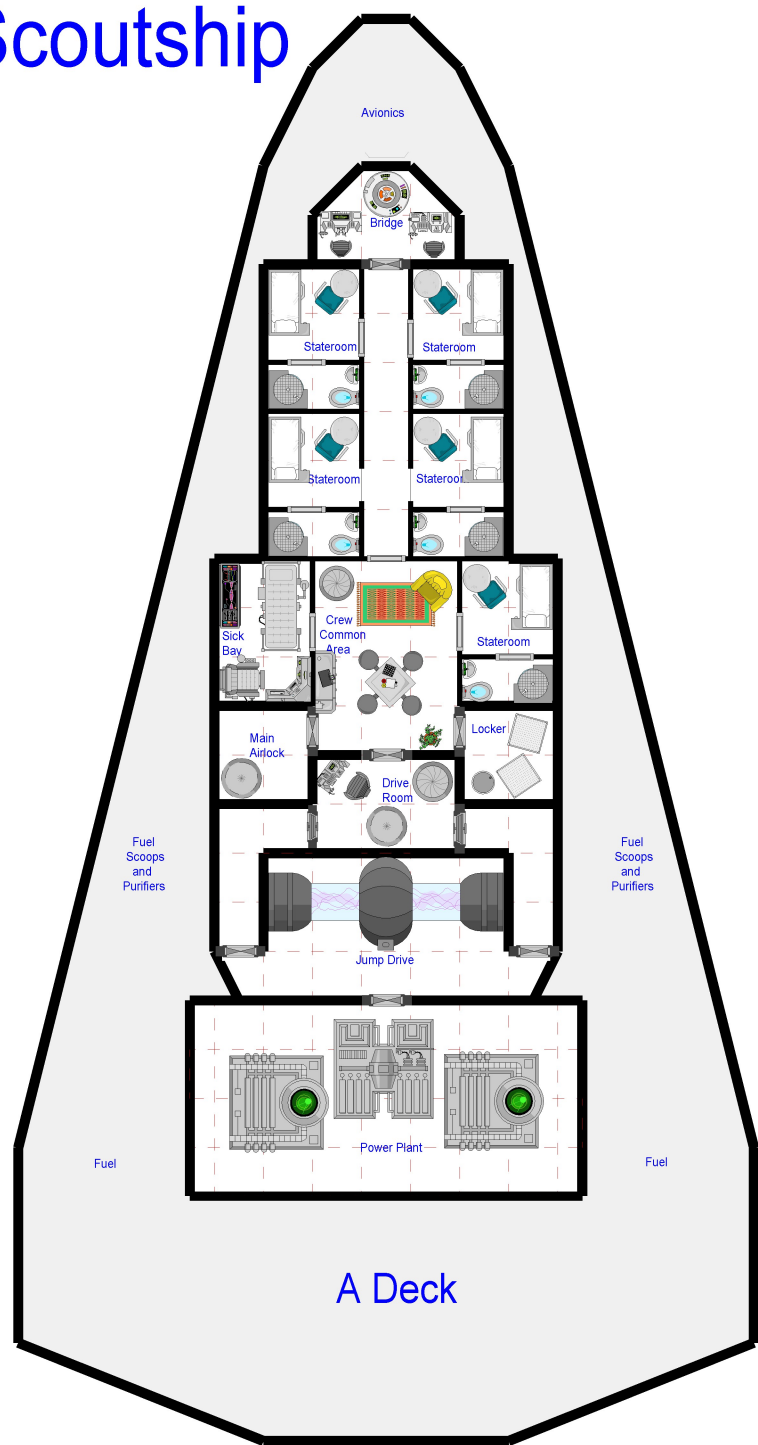 Scoutship
Avionics
Bridge
Stateroom
Stateroom
Stateroom
Stateroom
Sick
Bay
Crew
Common
Area
Stateroom
Main
Airlock
Locker
Drive
Room
Fuel
Scoops
and
Purifiers
Fuel
Scoops
and
Purifiers
Jump Drive
Power Plant
Fuel
Fuel
A Deck